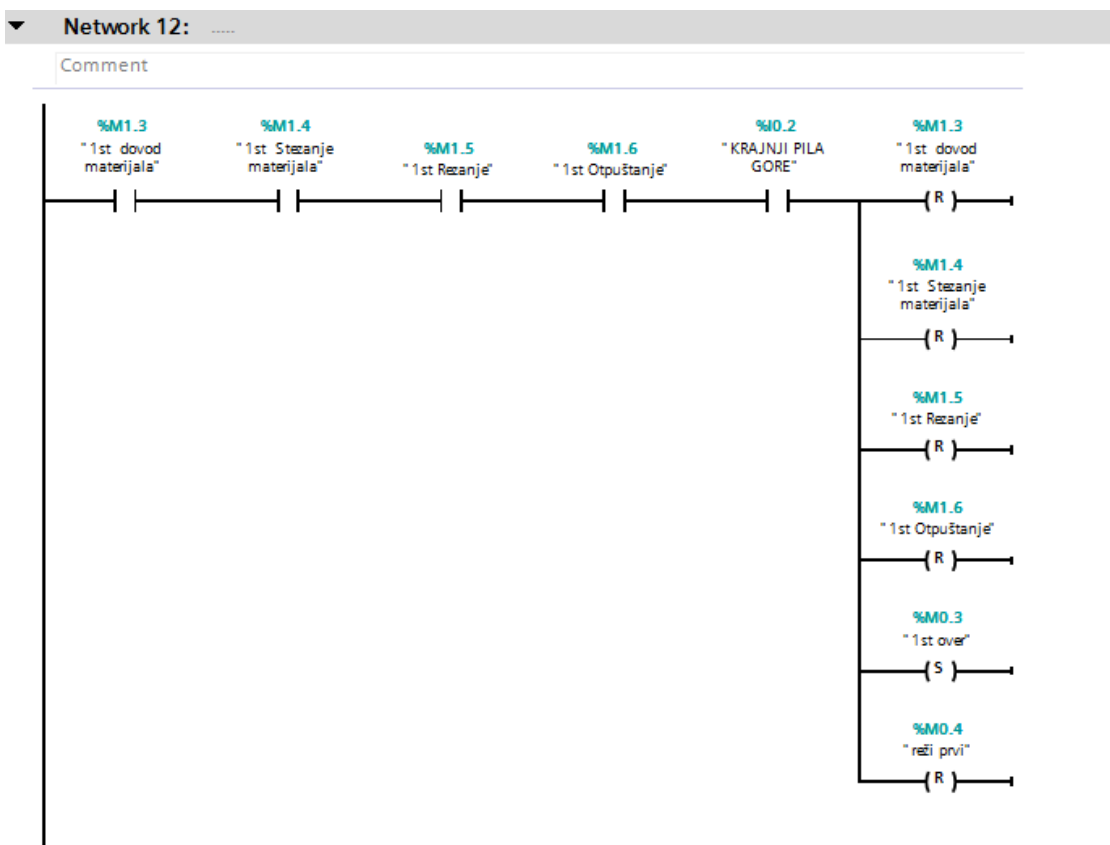 Network 12: .....
Comment
%M1.3
"1st dovod
materijala"
%M1.4
"1st Stezanje
materijala"
%M1.5
"1st Rezanje"
%M1.6
"1st Otpuštanje"
%I0.2
"KRAJNJI PILA
GORE"
%M1.3
"1st dovod
materijala"
R
%M1.4
"1st Stezanje
materijala"
R
%M1.5
"1st Rezanje"
R
%M1.6
"1st Otpuštanje"
R
%M0.3
"1st over"
S
%M0.4
"reži prvi"
R